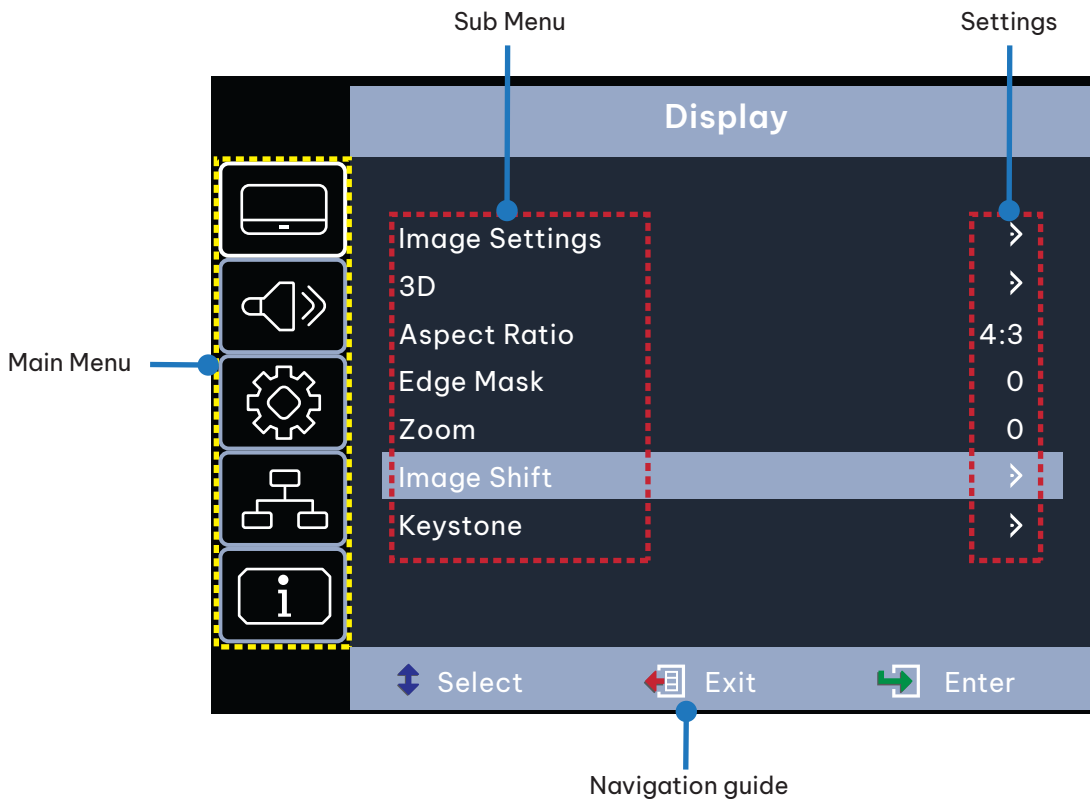 Sub Menu
Settings
Display
Image Settings
3D
Aspect Ratio 4:3
Main Menu
Edge Mask 0
Zoom 0
Image Shift
Keystone
i
Select Exit Enter
Navigation guide